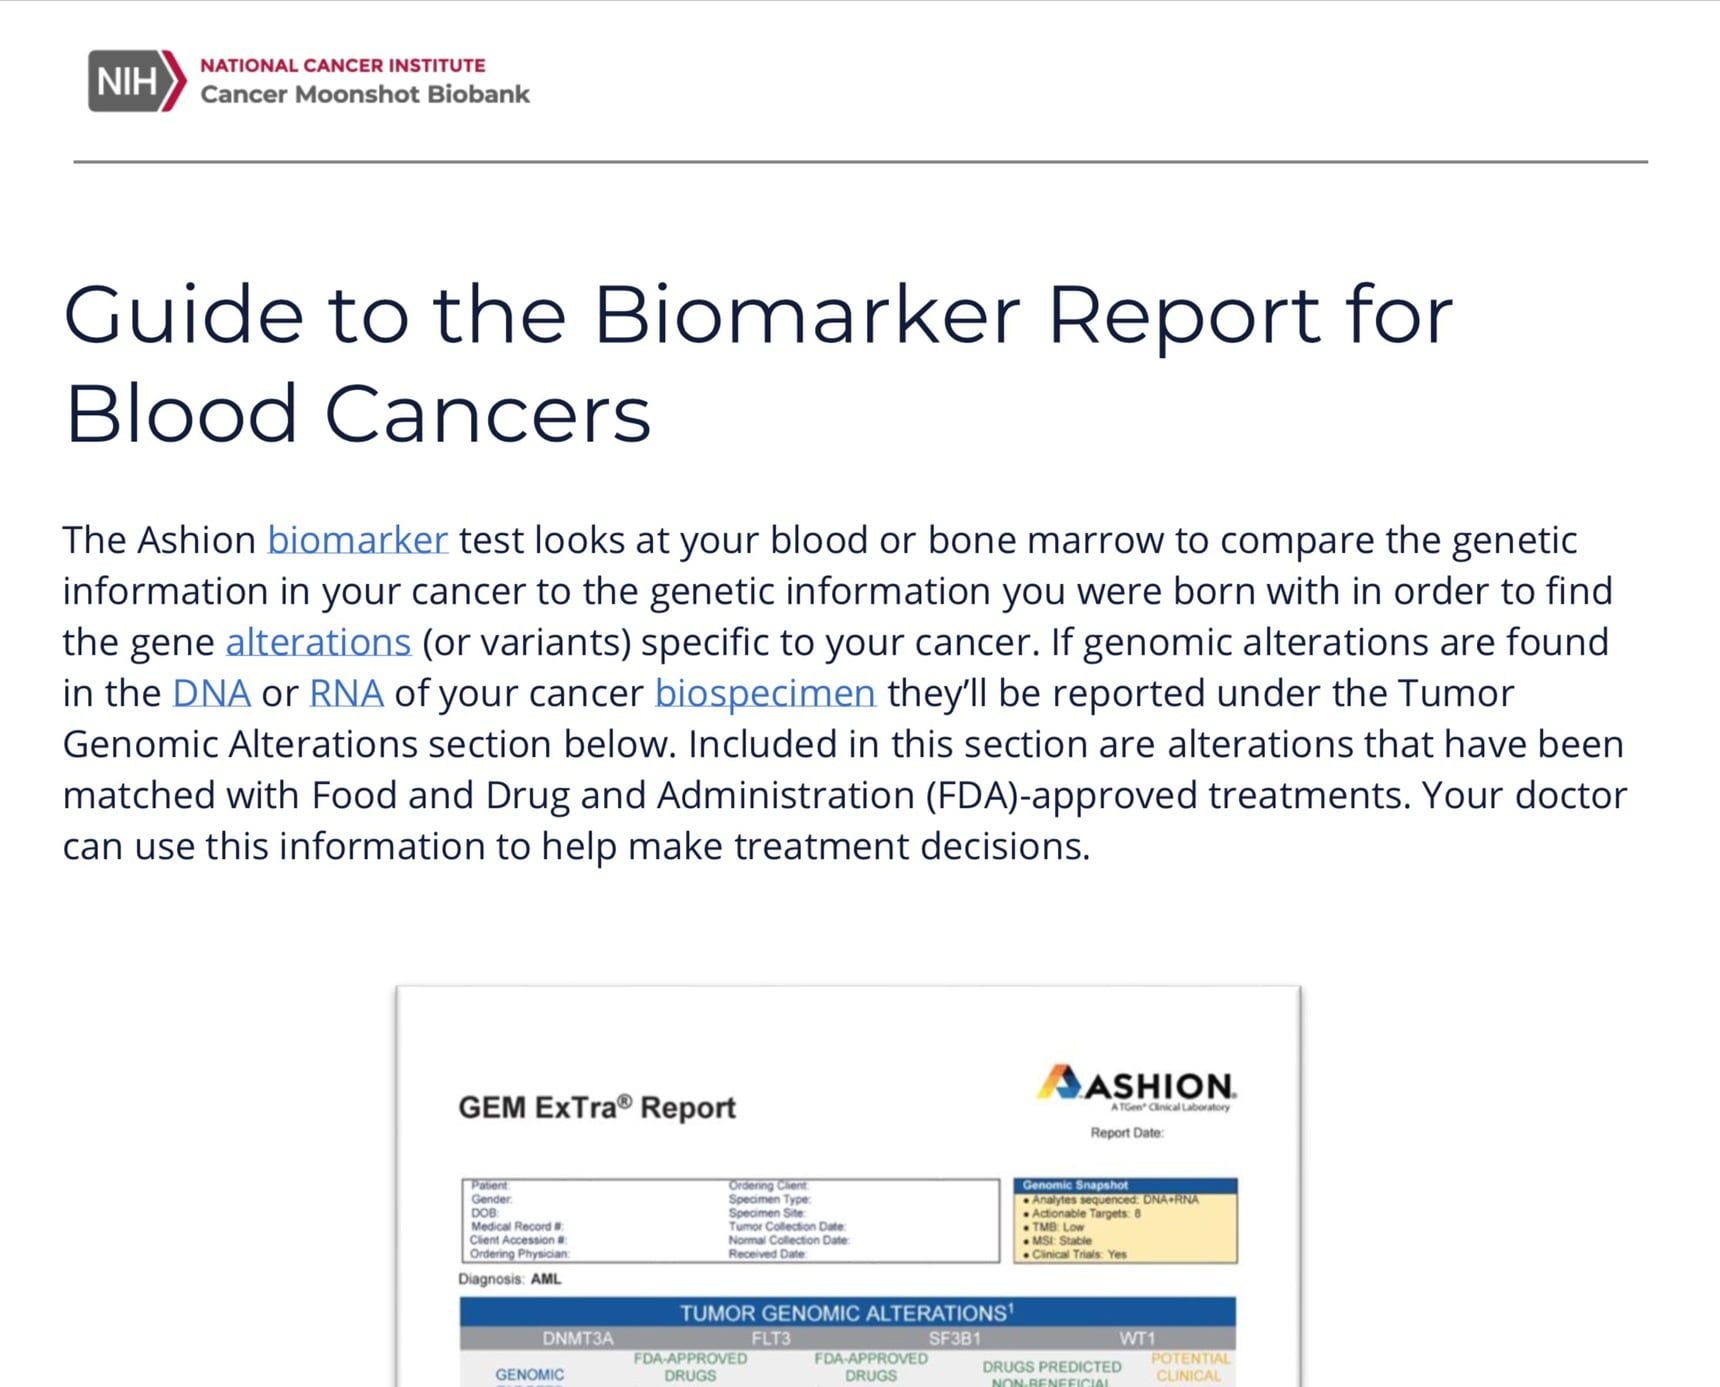 NIH
NATIONAL CANCER INSTITUTE
Cancer Moonshot Biobank
Guide to the Biomarker Report for
Blood Cancers
The Ashion biomarker test looks at your blood or bone marrow to compare the genetic
information in your cancer to the genetic information you were born with in order to find
the gene alterations (or variants) specific to your cancer. If genomic alterations are found
in the DNA or RNA of your cancer biospecimen they’ll be reported under the Tumor
Genomic Alterations section below. Included in this section are alterations that have been
matched with Food and Drug and Administration (FDA)-approved treatments. Your doctor
can use this information to help make treatment decisions.
GEM ExTra® Report
ASHION.
A TGen® Clinical Laboratory
Report Date:
Patient:
Gender:
DOB:
Medical Record #:
Client Accession #:
Ordering Physician:
Ordering Client:
Specimen Type:
Specimen Site:
Tumor Collection Date:
Normal Collection Date:
Received Date:
Genomic Snapshot
• Analytes sequenced: DNA+RNA
• Actionable Targets: 8
• TMB: Low
• MSI: Stable
• Clinical Trials: Yes
Diagnosis: AML
TUMOR GENOMIC ALTERATIONS¹
DNMT3A FLT3 SF3B1 WT1
GENOMIC
FDA-APPROVED
DRUGS
FDA-APPROVED
DRUGS
DRUGS PREDICTED
NON-BENEFICIAL
POTENTIAL
CLINICAL